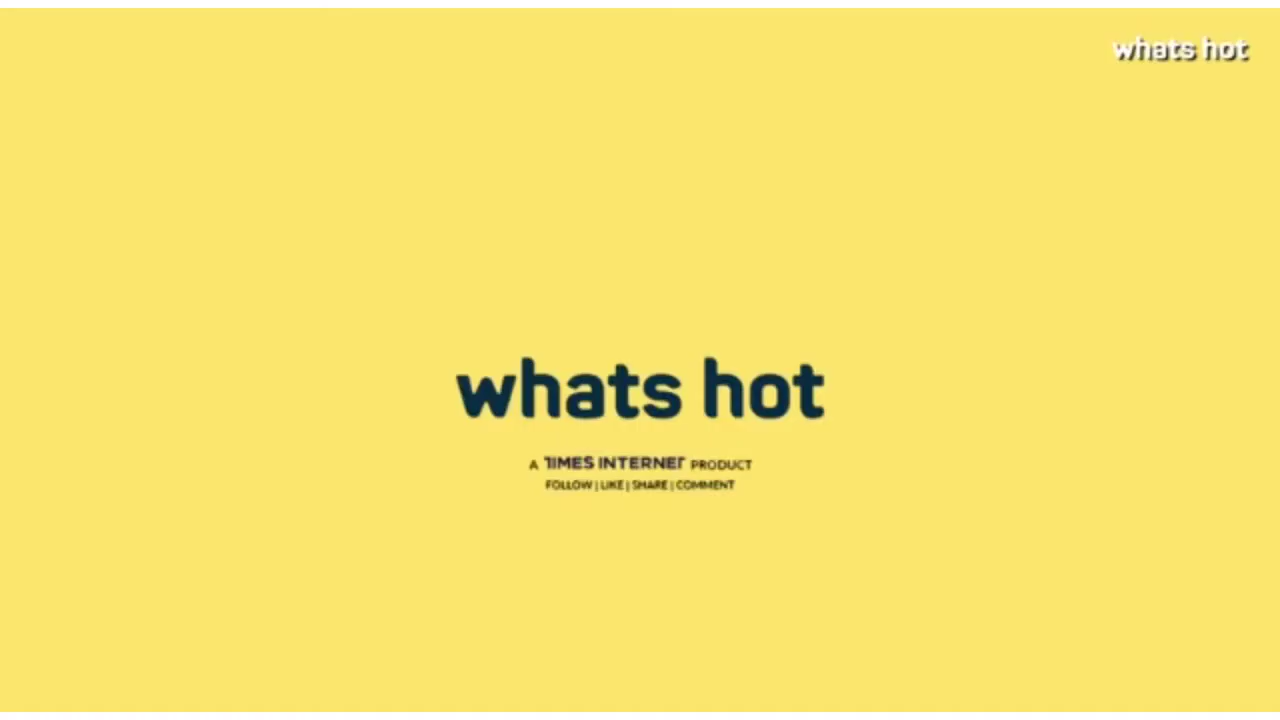 whats hot
whats hot
A TIMES INTERNET PRODUCT
FOLLOW | LIKE | SHARE | COMMENT